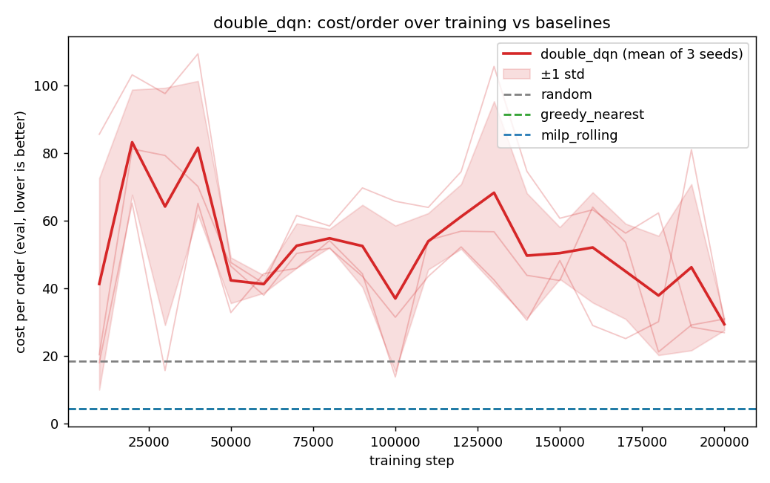 double_dqn: cost/order over training vs baselines
cost per order (eval, lower is better)
100
80
60
40
20
0
double_dqn (mean of 3 seeds)
±1 std
random
greedy_nearest
milp_rolling
25000 50000 75000 100000 125000 150000 175000 200000
training step